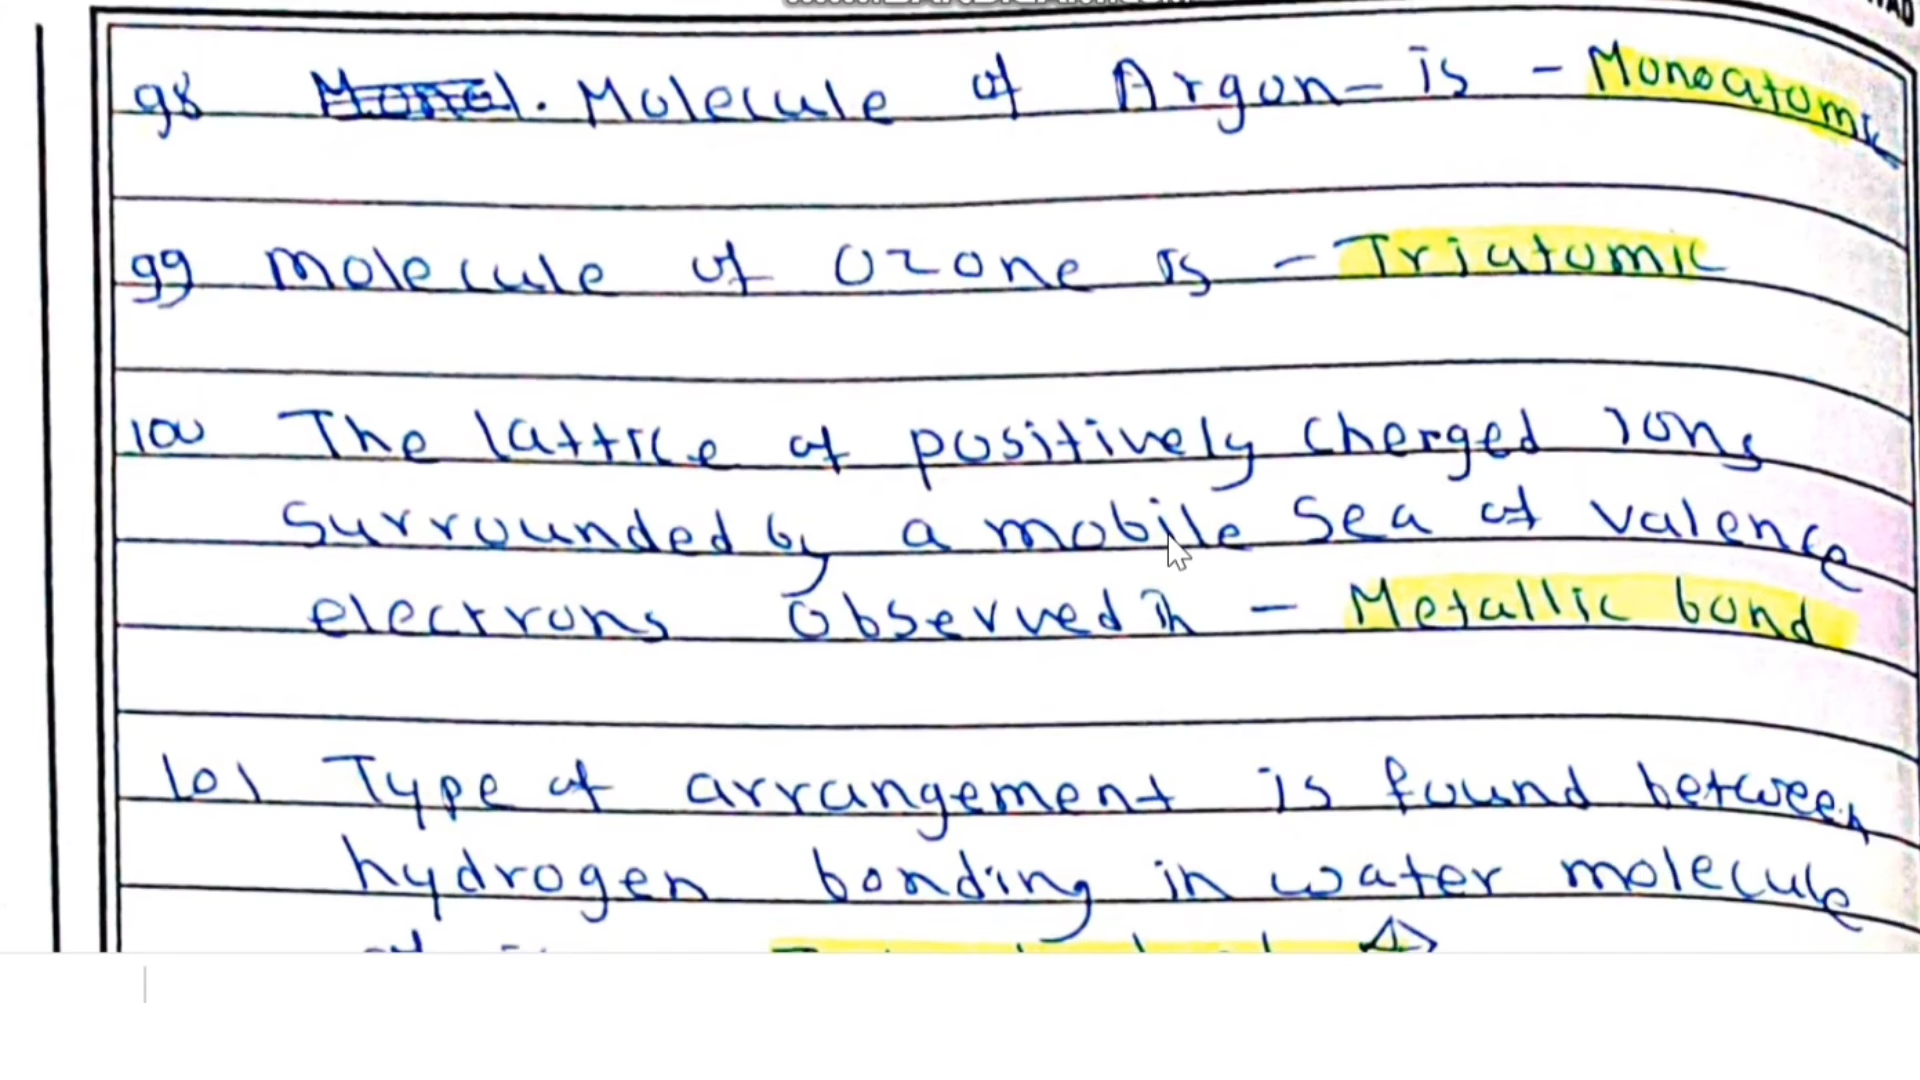 98 Molecule of Argon- is - Monoatomic
99 molecule of Ozone is - Triatomic
100 The lattice of positively cherged ions
surrounded by a mobile sea of valence
electrons observed in - Metallic bond
101 Type of arrangement is found between
hydrogen bonding in water molecule